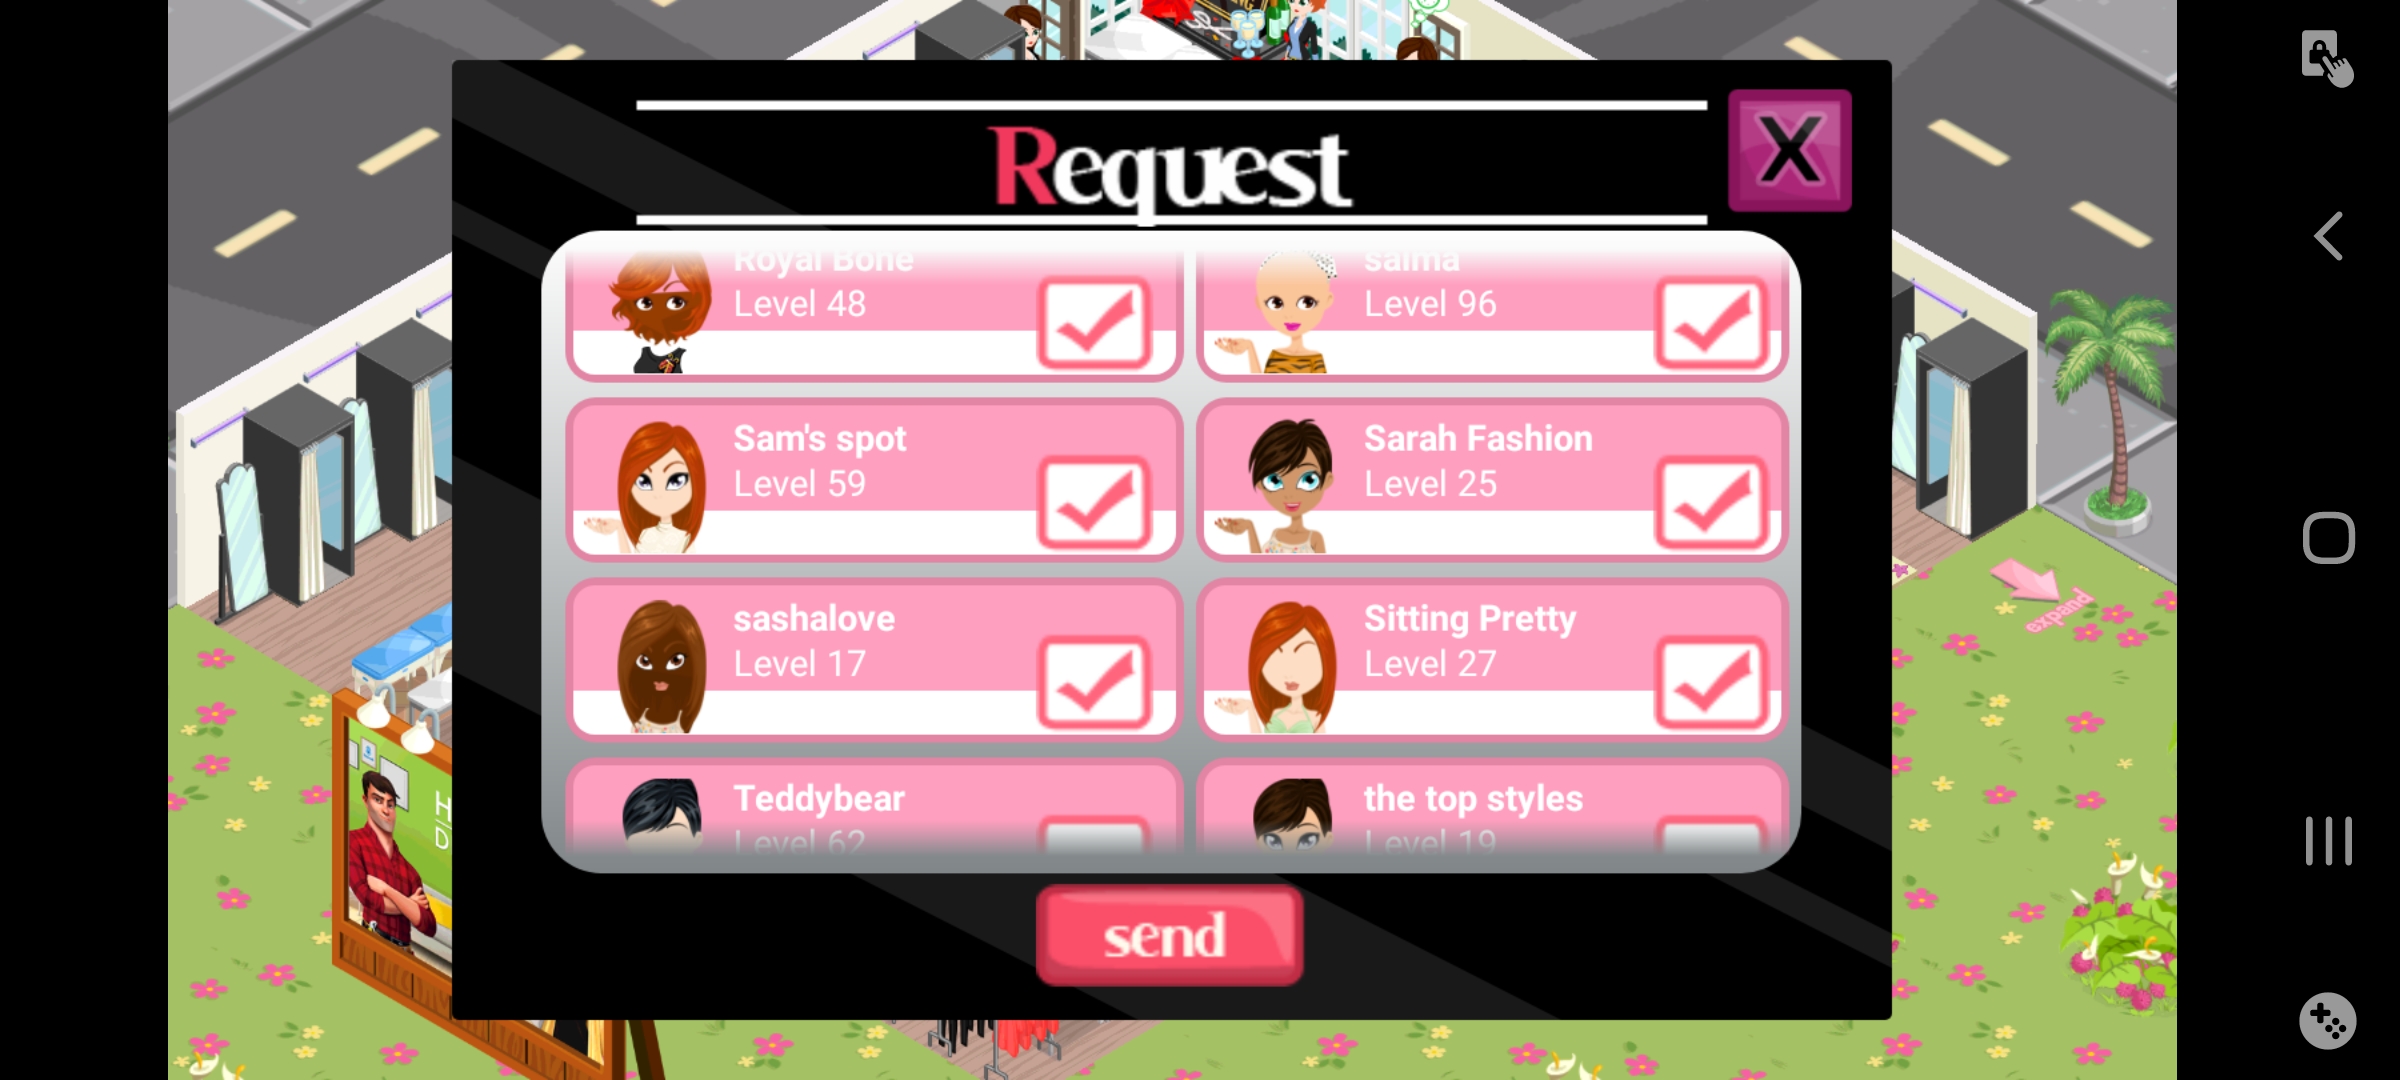 Request
X
Royal Bone
Level 48
salma
Level 96
Sam's spot
Level 59
Sarah Fashion
Level 25
sashalove
Level 17
Sitting Pretty
Level 27
Teddybear
Level 62
the top styles
Level 19
send
expand
H
D